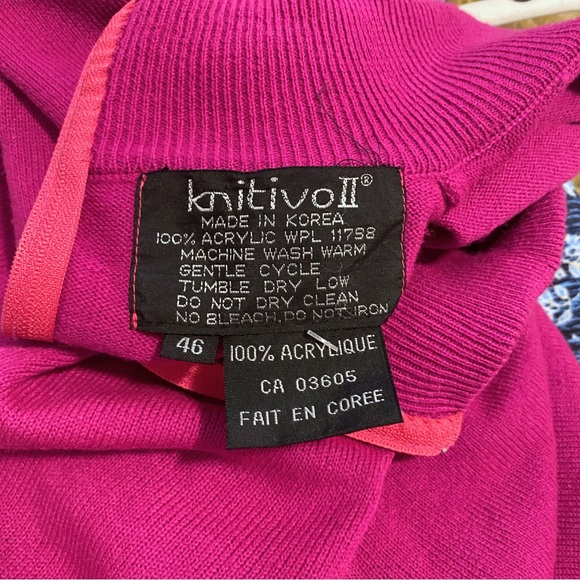 knitivo II®
MADE IN KOREA
100% ACRYLIC WPL 11798
MACHINE WASH WARM
GENTLE CYCLE
TUMBLE DRY LOW
DO NOT DRY CLEAN
NO BLEACH, DO NOT IRON
46
100% ACRYLIQUE
CA 03605
FAIT EN COREE